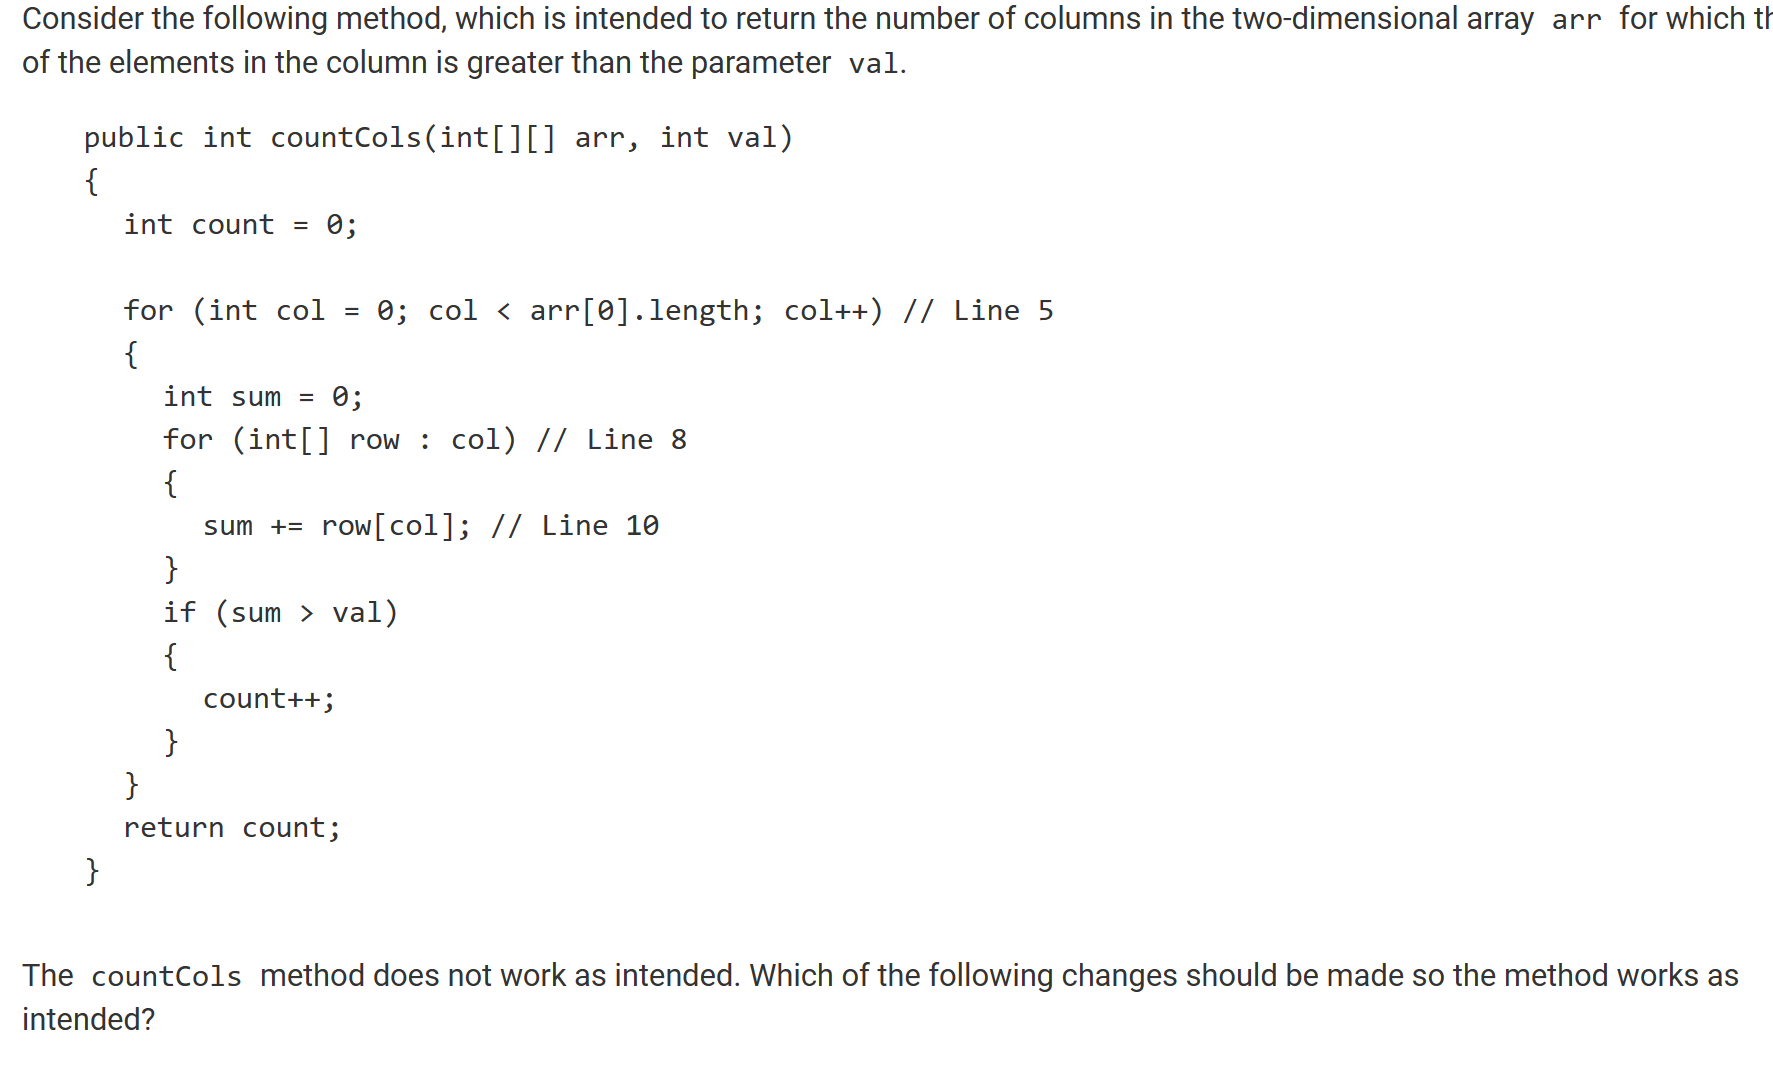 Consider the following method, which is intended to return the number of columns in the two-dimensional array arr for which
of the elements in the column is greater than the parameter val.
public int countCols(int[][] arr, int val)
{
int count = 0;
for (int col = 0; col < arr[0].length; col++) // Line 5
{
int sum = 0;
for (int[] row : col) // Line 8
{
sum += row[col]; // Line 10
}
if (sum > val)
{
count++;
}
}
return count;
}
The countCols method does not work as intended. Which of the following changes should be made so the method works as
intended?